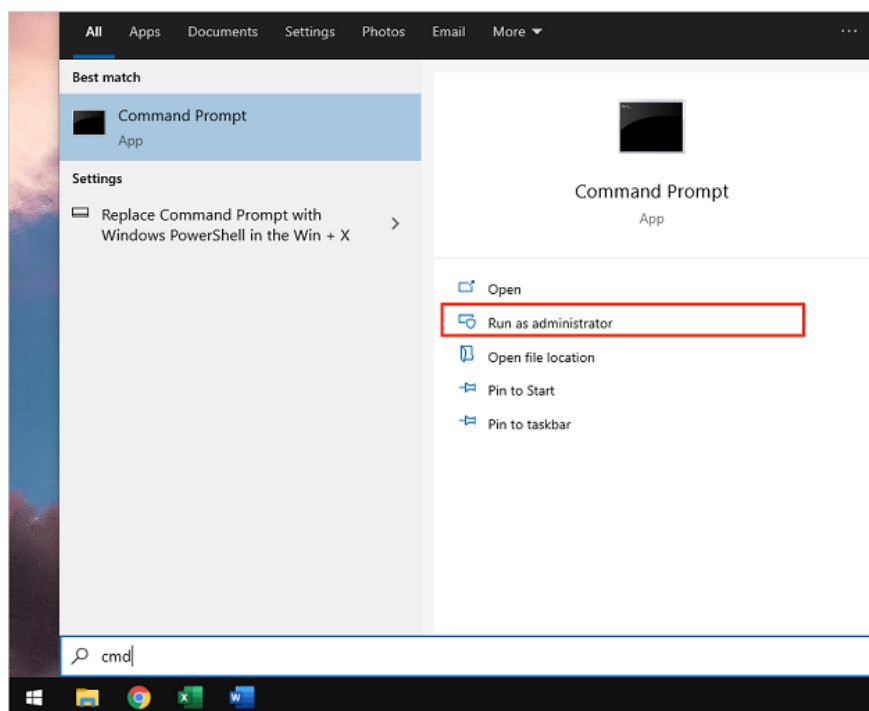 All Apps Documents Settings Photos Email More ...
Best match
Command Prompt
App
Settings
Replace Command Prompt with
Windows PowerShell in the Win + X
Command Prompt
App
Open
Run as administrator
Open file location
Pin to Start
Pin to taskbar
cmd